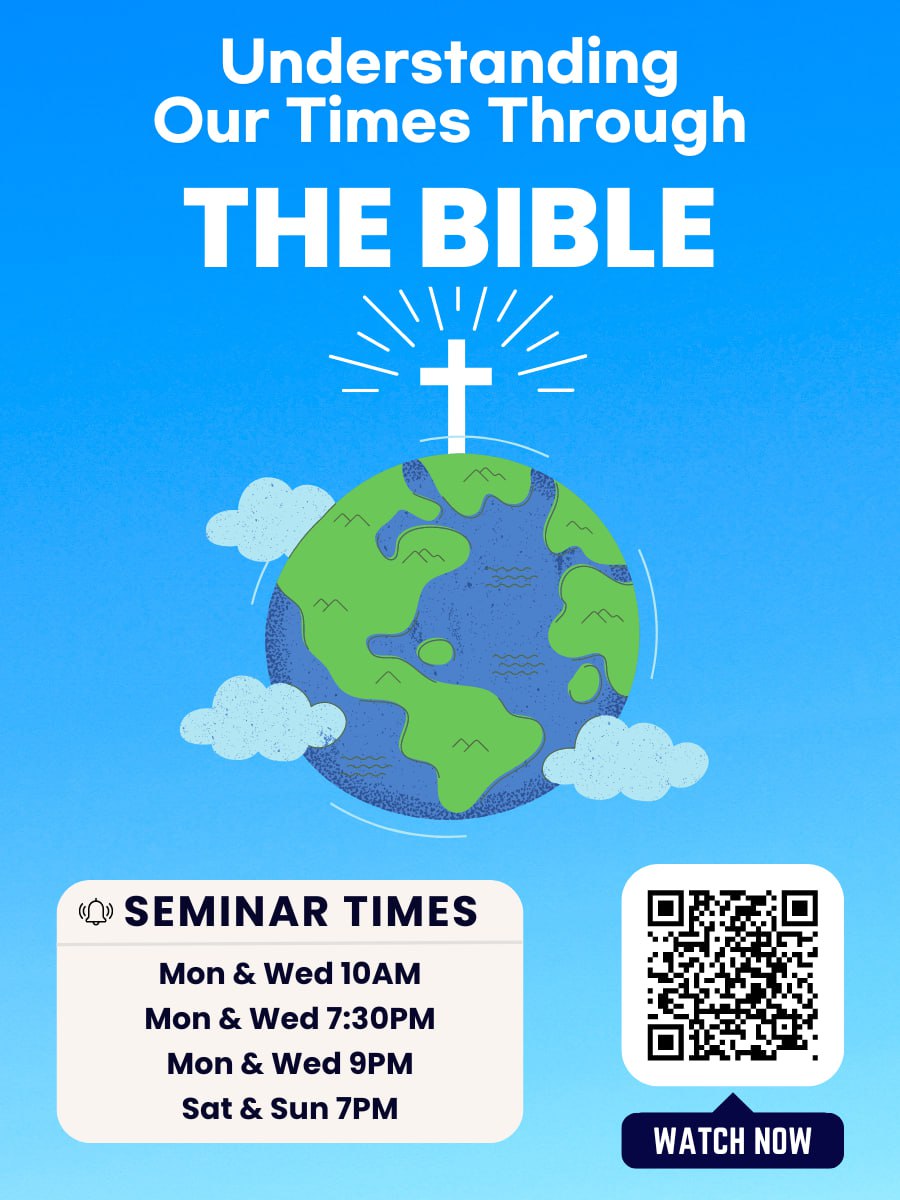 Understanding
Our Times Through
THE BIBLE
SEMINAR TIMES
Mon & Wed 10AM
Mon & Wed 7:30PM
Mon & Wed 9PM
Sat & Sun 7PM
WATCH NOW